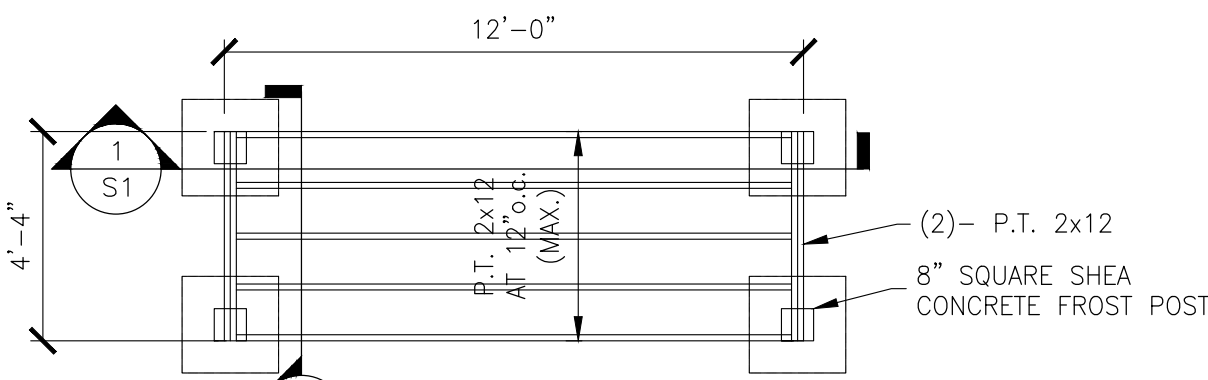 12'-0"
1
S1
4'-4"
P.T. 2x12
AT 12"o.c.
(MAX.)
(2)- P.T. 2x12
8" SQUARE SHEA
CONCRETE FROST POST